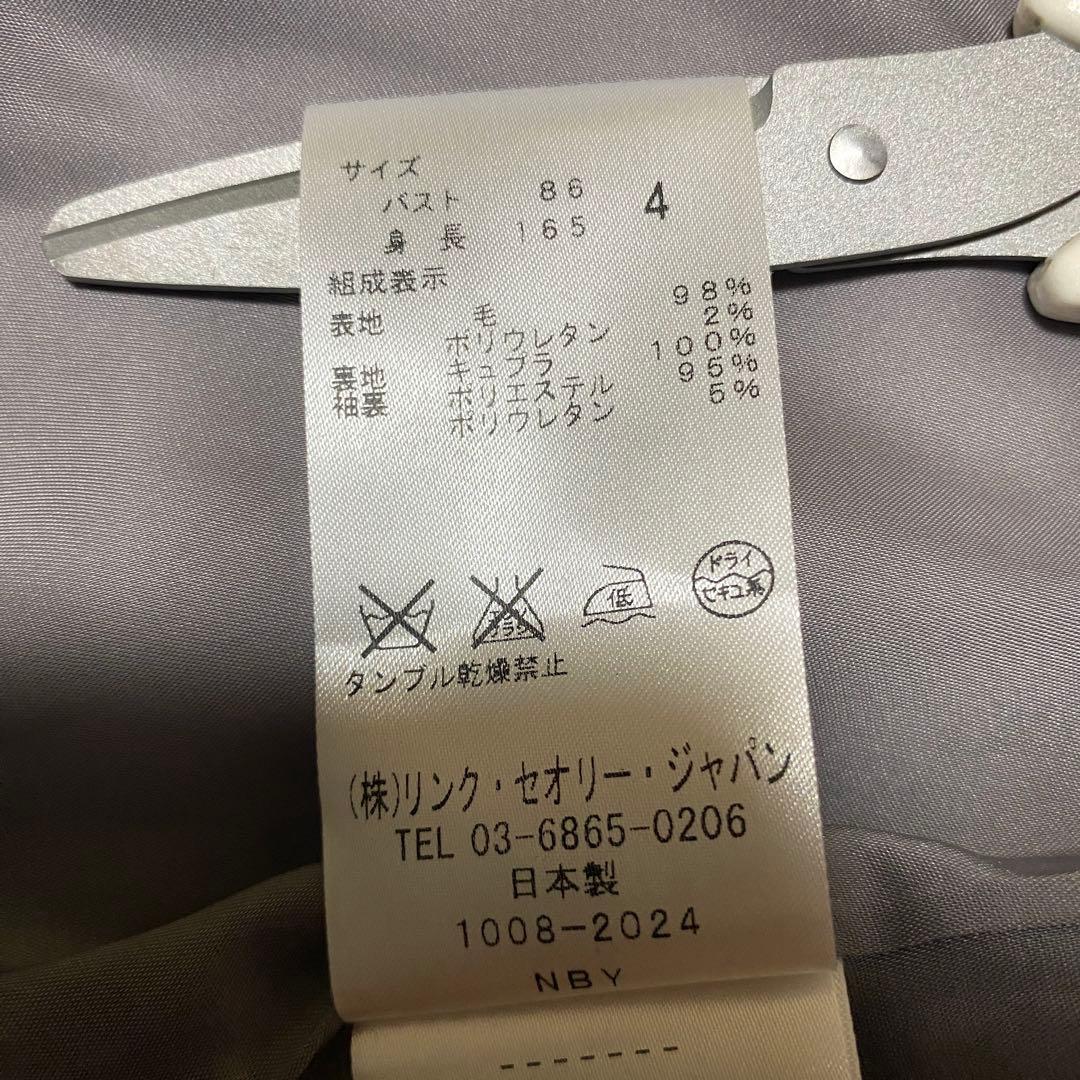 サイズ
バスト 86 4
身長 165
組成表示
表地 毛 98%
ポリウレタン 2%
裏地 キュプラ 100%
袖裏 ポリエステル 95%
ポリウレタン 5%
低
ドライ
セキユ系
タンブル乾燥禁止
(株)リンク・セオリー・ジャパン
TEL 03-6865-0206
日本製
1008-2024
NBY
-------